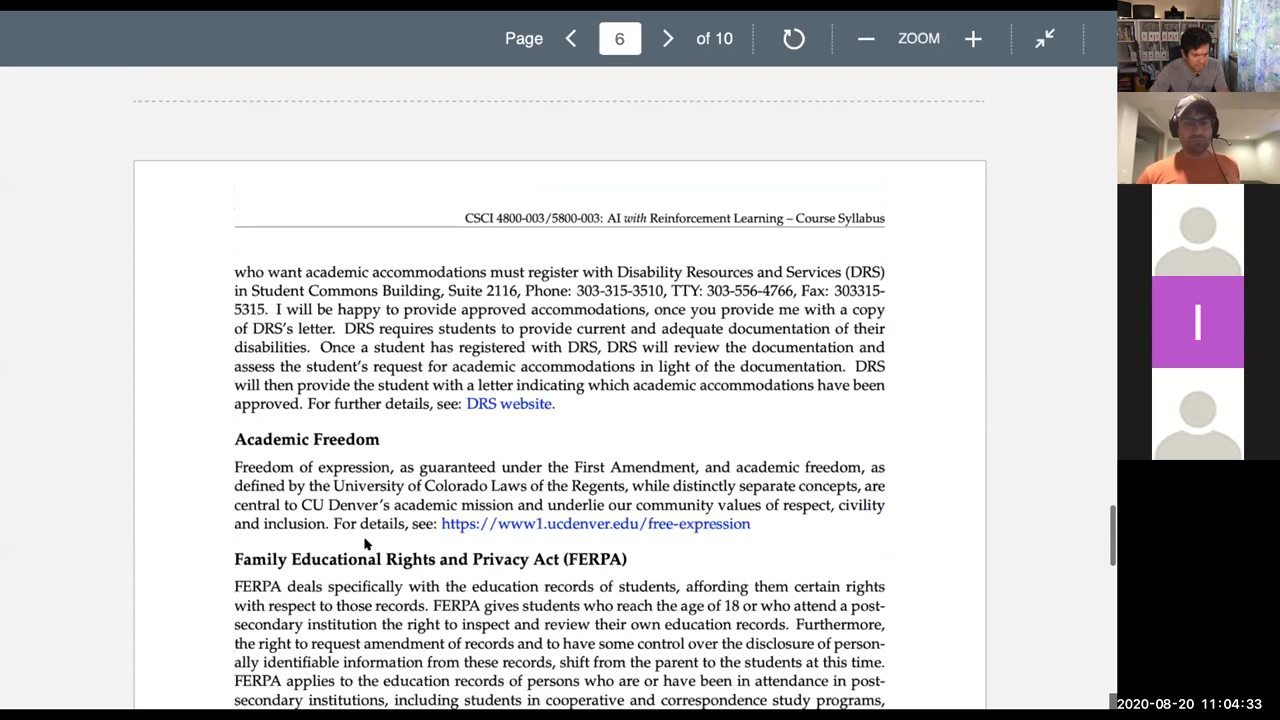 Page 6 of 10 ZOOM
CSCI 4800-003/5800-003: AI with Reinforcement Learning – Course Syllabus
who want academic accommodations must register with Disability Resources and Services (DRS)
in Student Commons Building, Suite 2116, Phone: 303-315-3510, TTY: 303-556-4766, Fax: 303315-
5315. I will be happy to provide approved accommodations, once you provide me with a copy
of DRS's letter. DRS requires students to provide current and adequate documentation of their
disabilities. Once a student has registered with DRS, DRS will review the documentation and
assess the student's request for academic accommodations in light of the documentation. DRS
will then provide the student with a letter indicating which academic accommodations have been
approved. For further details, see: DRS website.
Academic Freedom
Freedom of expression, as guaranteed under the First Amendment, and academic freedom, as
defined by the University of Colorado Laws of the Regents, while distinctly separate concepts, are
central to CU Denver's academic mission and underlie our community values of respect, civility
and inclusion. For details, see: https://www1.ucdenver.edu/free-expression
Family Educational Rights and Privacy Act (FERPA)
FERPA deals specifically with the education records of students, affording them certain rights
with respect to those records. FERPA gives students who reach the age of 18 or who attend a post-
secondary institution the right to inspect and review their own education records. Furthermore,
the right to request amendment of records and to have some control over the disclosure of person-
ally identifiable information from these records, shift from the parent to the students at this time.
FERPA applies to the education records of persons who are or have been in attendance in post-
secondary institutions, including students in cooperative and correspondence study programs,
I
2020-08-20 11:04:33